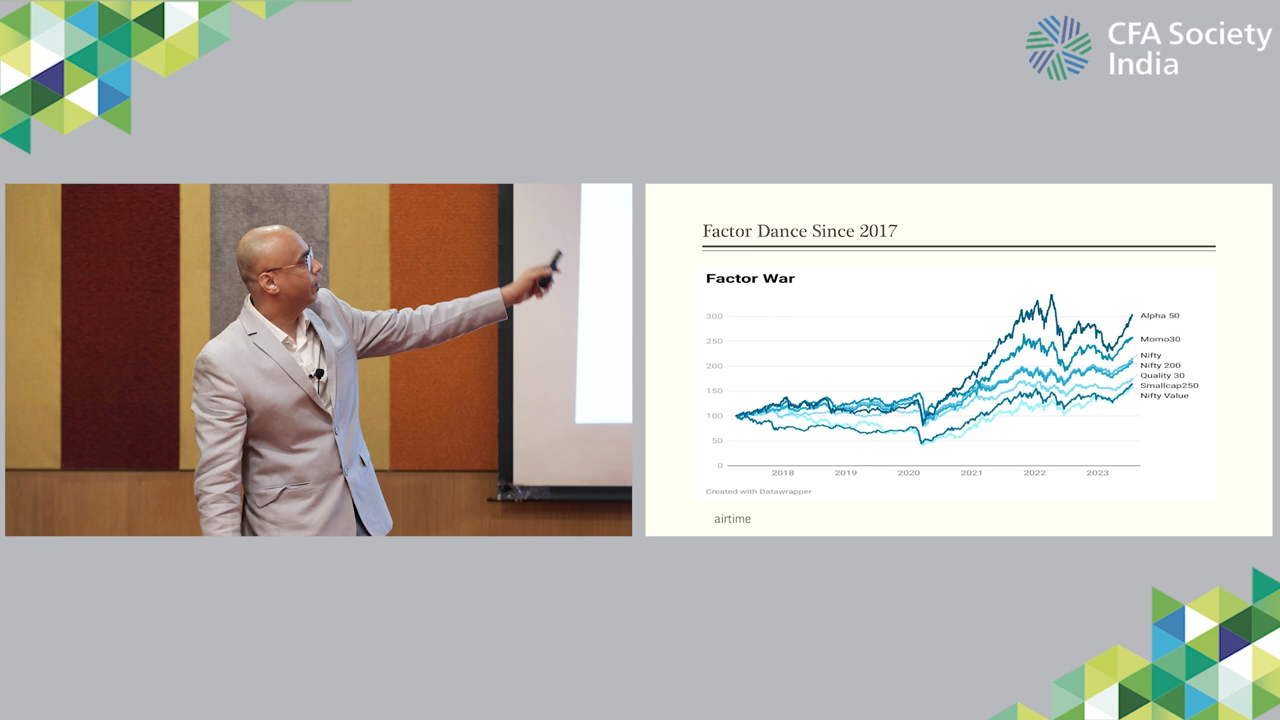 CFA Society
India
Factor Dance Since 2017
Factor War
300
250
200
150
100
50
0
Alpha 50
Momo30
Nifty
Nifty 200
Quality 30
Smallcap250
Nifty Value
2018 2019 2020 2021 2022 2023
Created with Datawrapper
airtime